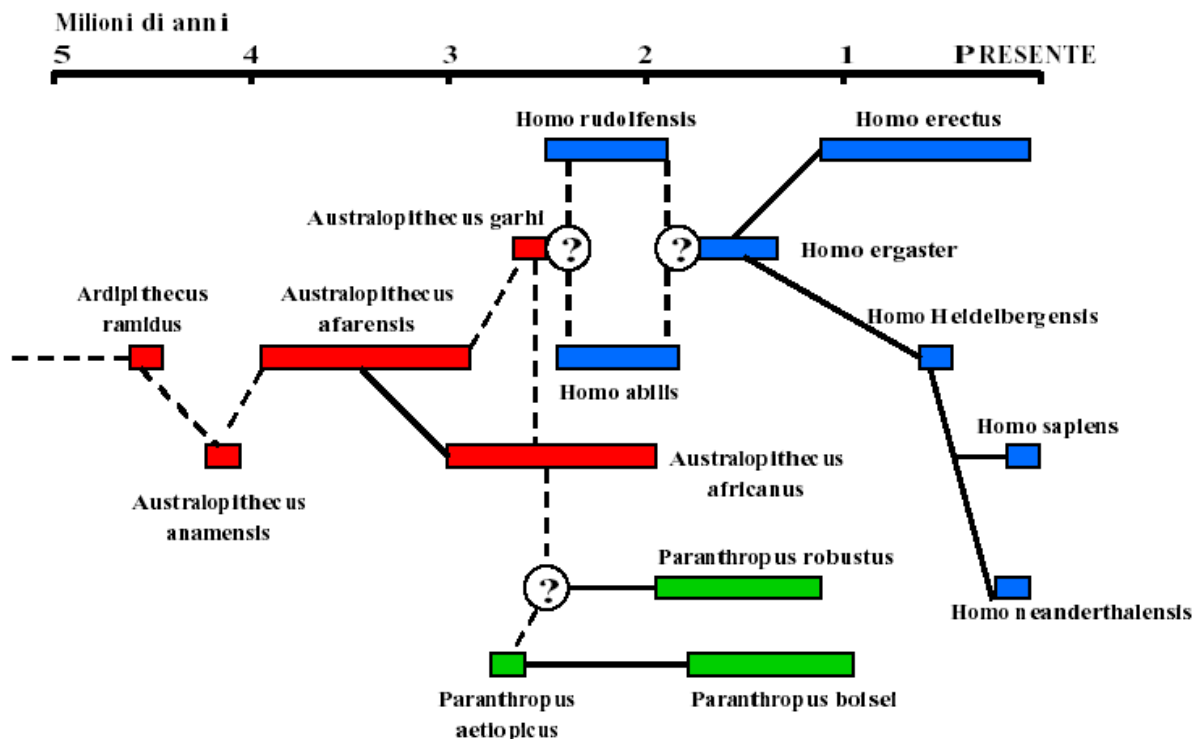 Milioni di anni
5 4 3 2 1 PRESENTE
Homo rudolfensis
Homo erectus
Australopithecus garhi
?
?
Homo ergaster
Ardipithecus
ramidus
Australopithecus
afarensis
Homo Heidelbergensis
Homo abilis
Homo sapiens
Australopithecus
africanus
Australopithecus
anamensis
Paranthropus robustus
?
Homo neanderthalensis
Paranthropus
aetiopicus
Paranthropus boisei